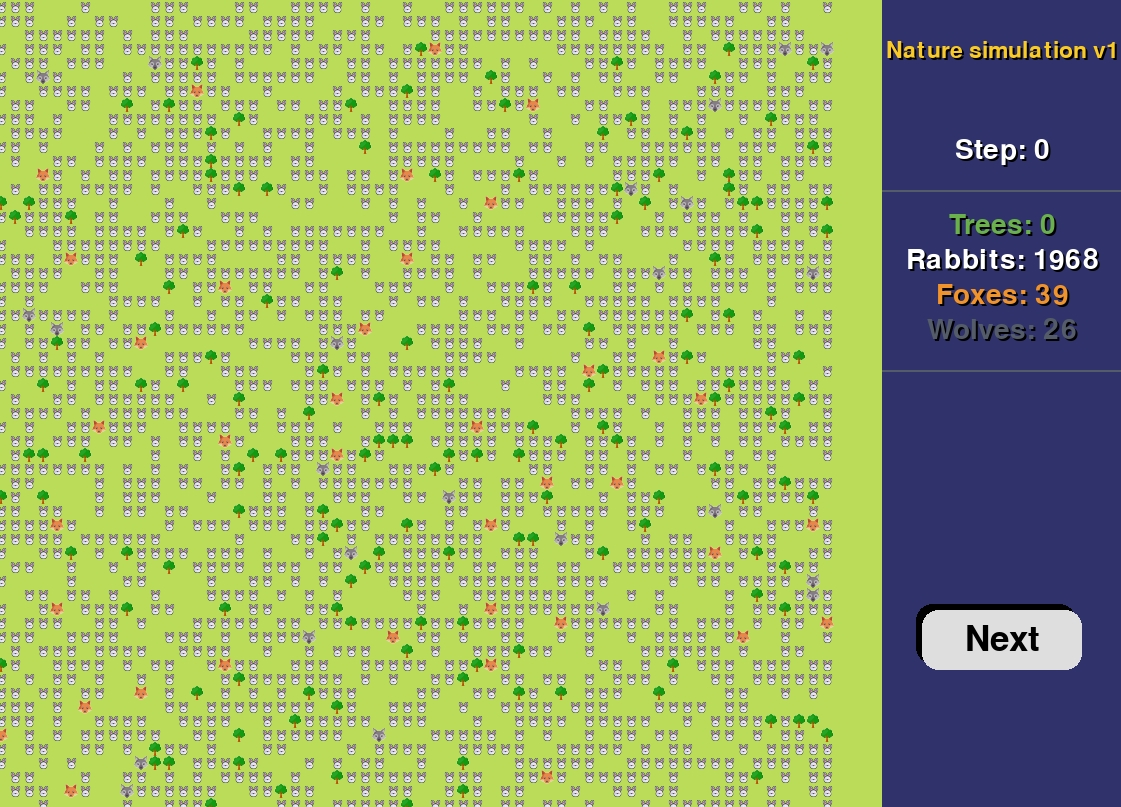 Nature simulation v1
Step: 0
Trees: 0
Rabbits: 1968
Foxes: 39
Wolves: 26
Next